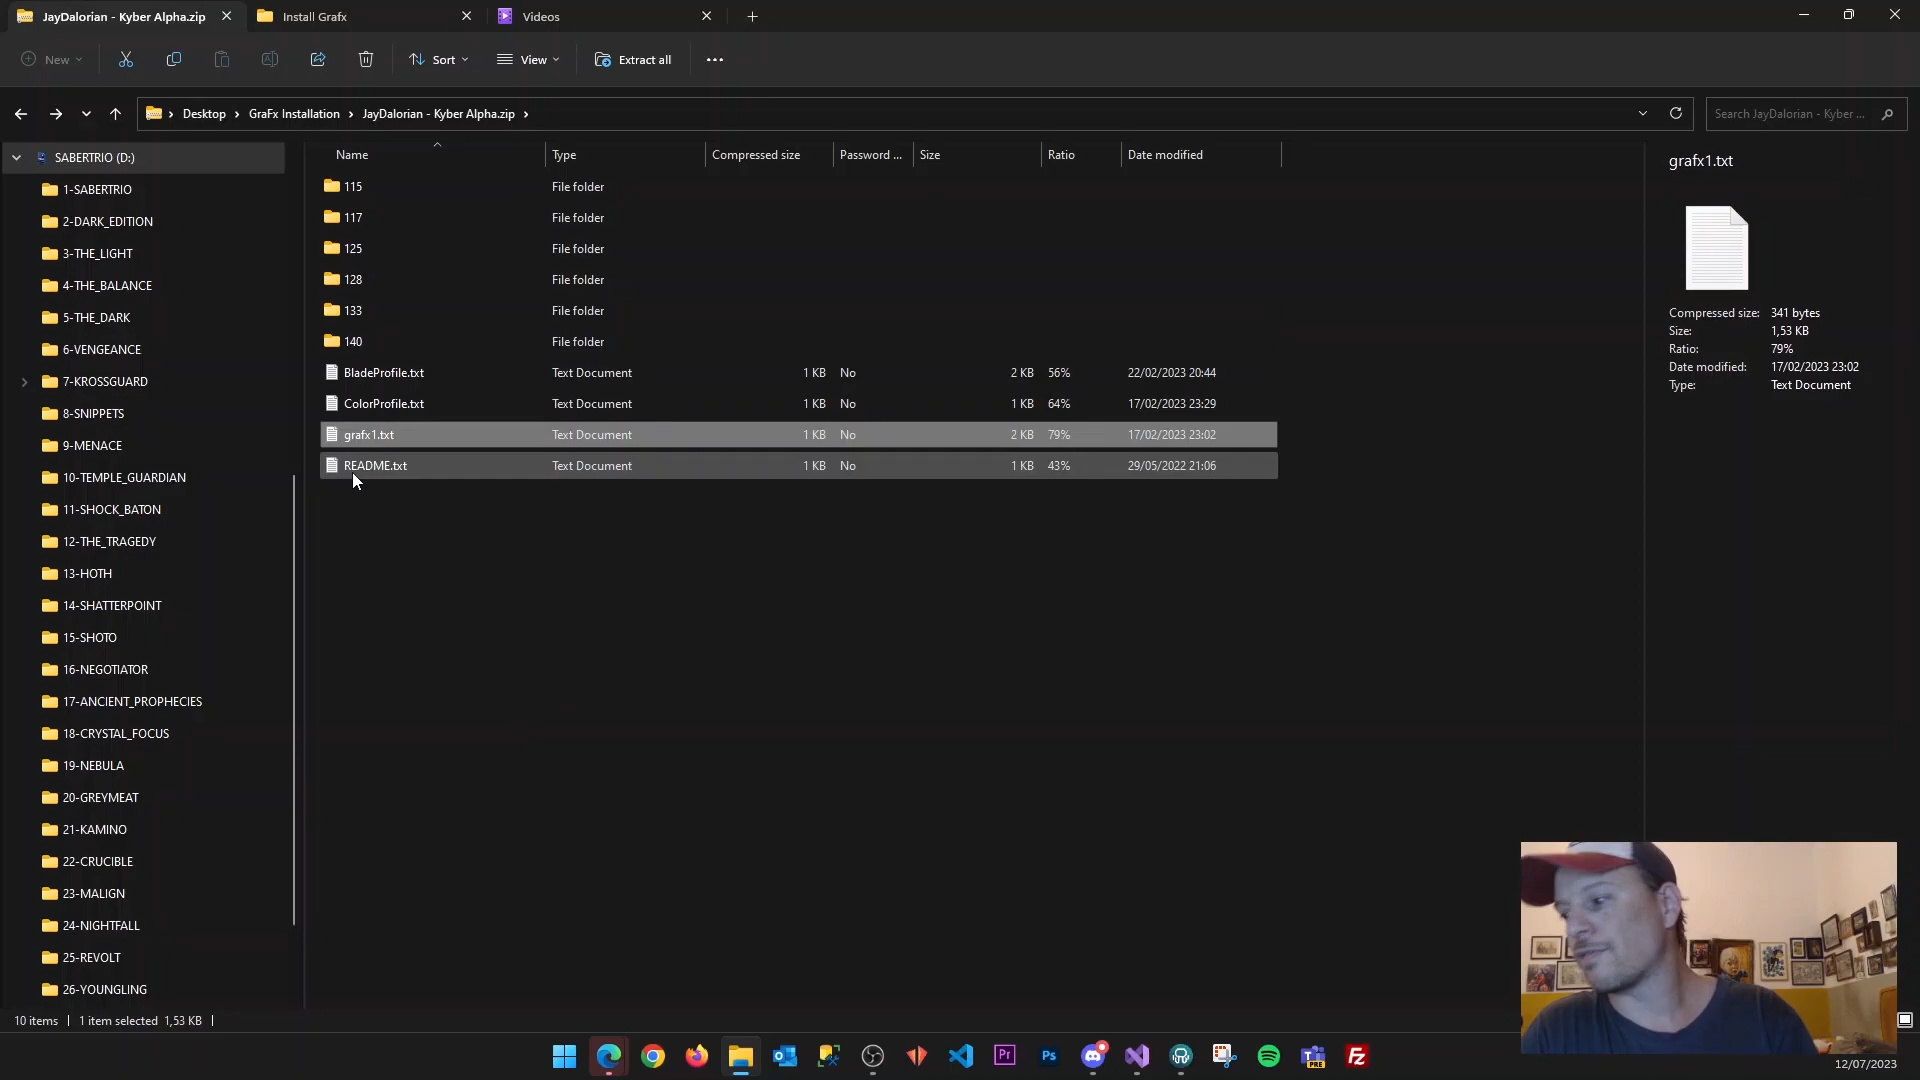 JayDalorian - Kyber Alpha.zip
Install Grafx
Videos
New
Sort
View
Extract all
Desktop
GraFx Installation
JayDalorian - Kyber Alpha.zip
Search JayDalorian - Kyber ...
SABERTRIO (D:)
1-SABERTRIO
2-DARK_EDITION
3-THE_LIGHT
4-THE_BALANCE
5-THE_DARK
6-VENGEANCE
7-KROSSGUARD
8-SNIPPETS
9-MENACE
10-TEMPLE_GUARDIAN
11-SHOCK_BATON
12-THE_TRAGEDY
13-HOTH
14-SHATTERPOINT
15-SHOTO
16-NEGOTIATOR
17-ANCIENT_PROPHECIES
18-CRYSTAL_FOCUS
19-NEBULA
20-GREYMEAT
21-KAMINO
22-CRUCIBLE
23-MALIGN
24-NIGHTFALL
25-REVOLT
26-YOUNGLING
Name Type Compressed size Password ... Size Ratio Date modified
115 File folder
117 File folder
125 File folder
128 File folder
133 File folder
140 File folder
BladeProfile.txt Text Document 1 KB No 2 KB 56% 22/02/2023 20:44
ColorProfile.txt Text Document 1 KB No 1 KB 64% 17/02/2023 23:29
grafx1.txt Text Document 1 KB No 2 KB 79% 17/02/2023 23:02
README.txt Text Document 1 KB No 1 KB 43% 29/05/2022 21:06
grafx1.txt
Compressed size: 341 bytes
Size: 1,53 KB
Ratio: 79%
Date modified: 17/02/2023 23:02
Type: Text Document
10 items
1 item selected 1,53 KB
Pr
Ps
PRE
Fz
12/07/2023